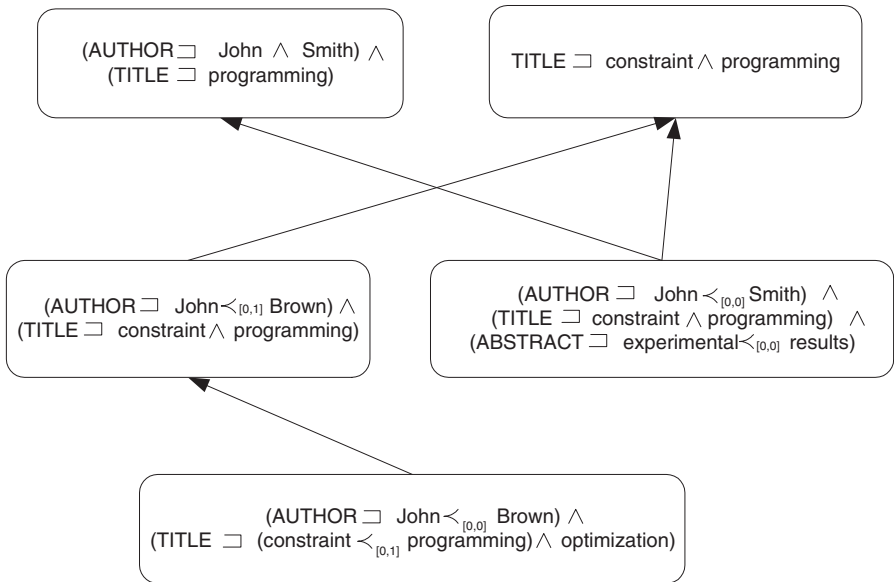 (AUTHOR ⊐ John ∧ Smith) ∧
(TITLE ⊐ programming)
TITLE ⊐ constraint ∧ programming
(AUTHOR ⊐ John ≺[0,1] Brown) ∧
(TITLE ⊐ constraint ∧ programming)
(AUTHOR ⊐ John ≺[0,0] Smith) ∧
(TITLE ⊐ constraint ∧ programming) ∧
(ABSTRACT ⊐ experimental ≺[0,0] results)
(AUTHOR ⊐ John ≺[0,0] Brown) ∧
(TITLE ⊐ (constraint ≺[0,1] programming) ∧ optimization)